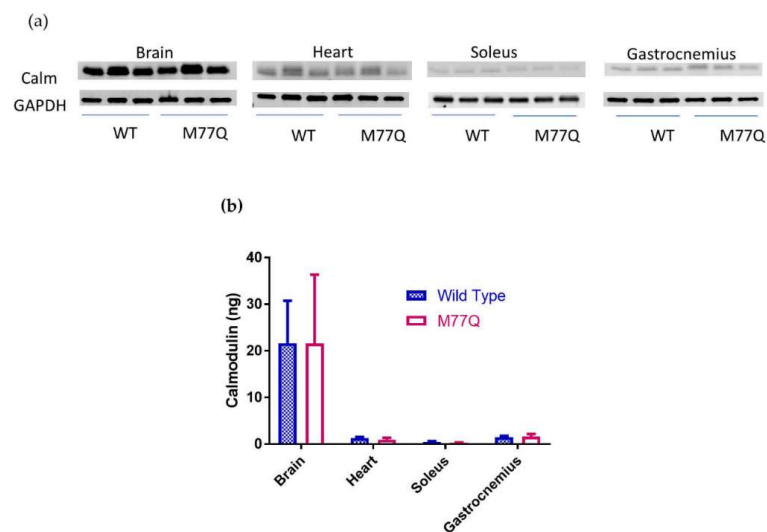 (a)
Brain Heart Soleus Gastrocnemius
Calm
GAPDH
WT M77Q WT M77Q WT M77Q WT M77Q
(b)
40
30
20
10
0
Calmodulin (ng)
Wild Type
M77Q
Brain Heart Soleus Gastrocnemius